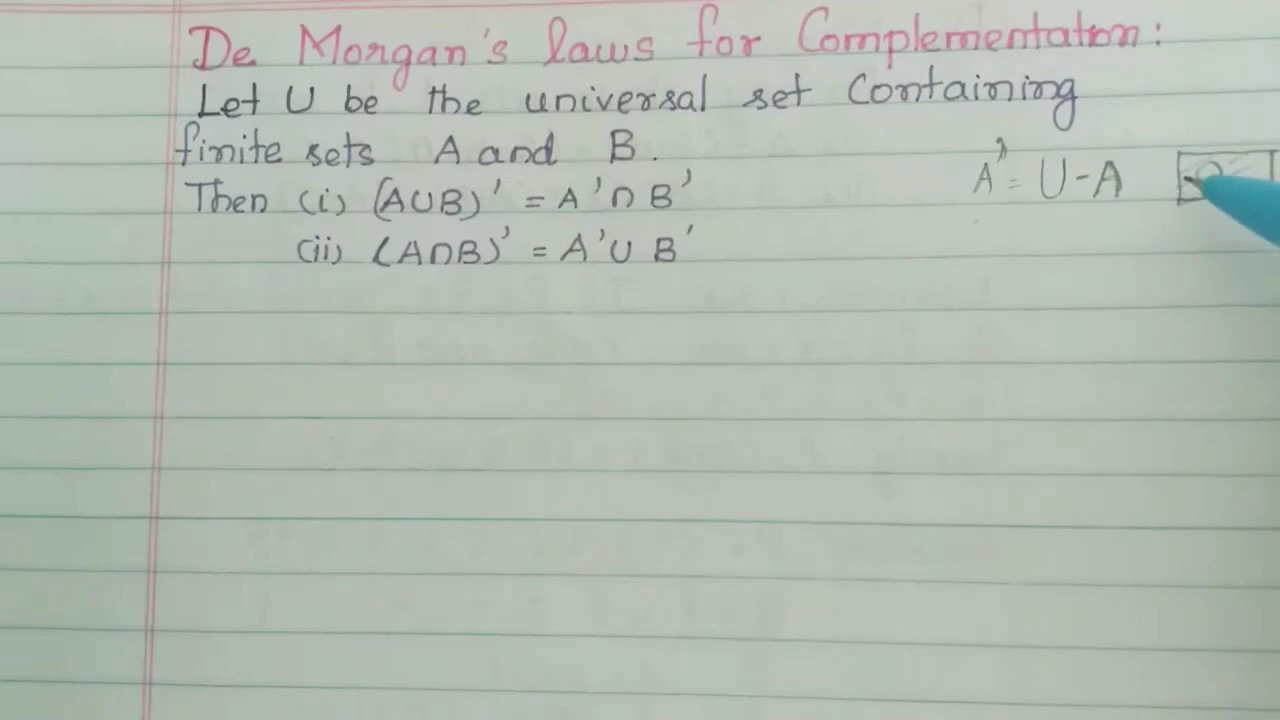 De Morgan's laws for Complementation:
Let U be the universal set Containing
finite sets A and B.
A' = U-A
Then (i) (A∪B)' = A'∩B'
(ii) (A∩B)' = A'∪B'